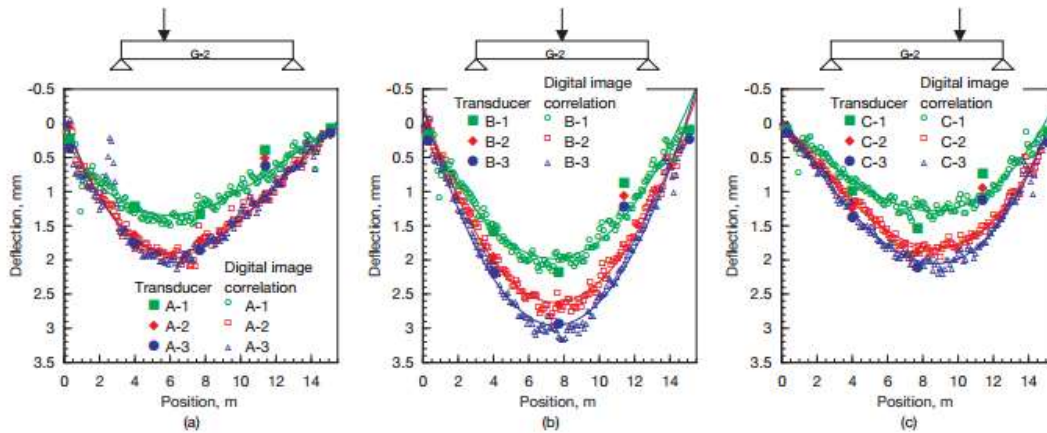 G-2
-0.5
0
0.5
1
1.5
2
2.5
3
3.5
Deflection, mm
Transducer
A-1
A-2
A-3
Digital image
correlation
A-1
A-2
A-3
0 2 4 6 8 10 12 14
Position, m
(a)
G-2
-0.5
0
0.5
1
1.5
2
2.5
3
3.5
Deflection, mm
Transducer
B-1
B-2
B-3
Digital image
correlation
B-1
B-2
B-3
0 2 4 6 8 10 12 14
Position, m
(b)
G-2
-0.5
0
0.5
1
1.5
2
2.5
3
3.5
Deflection, mm
Transducer
C-1
C-2
C-3
Digital image
correlation
C-1
C-2
C-3
0 2 4 6 8 10 12 14
Position, m
(c)